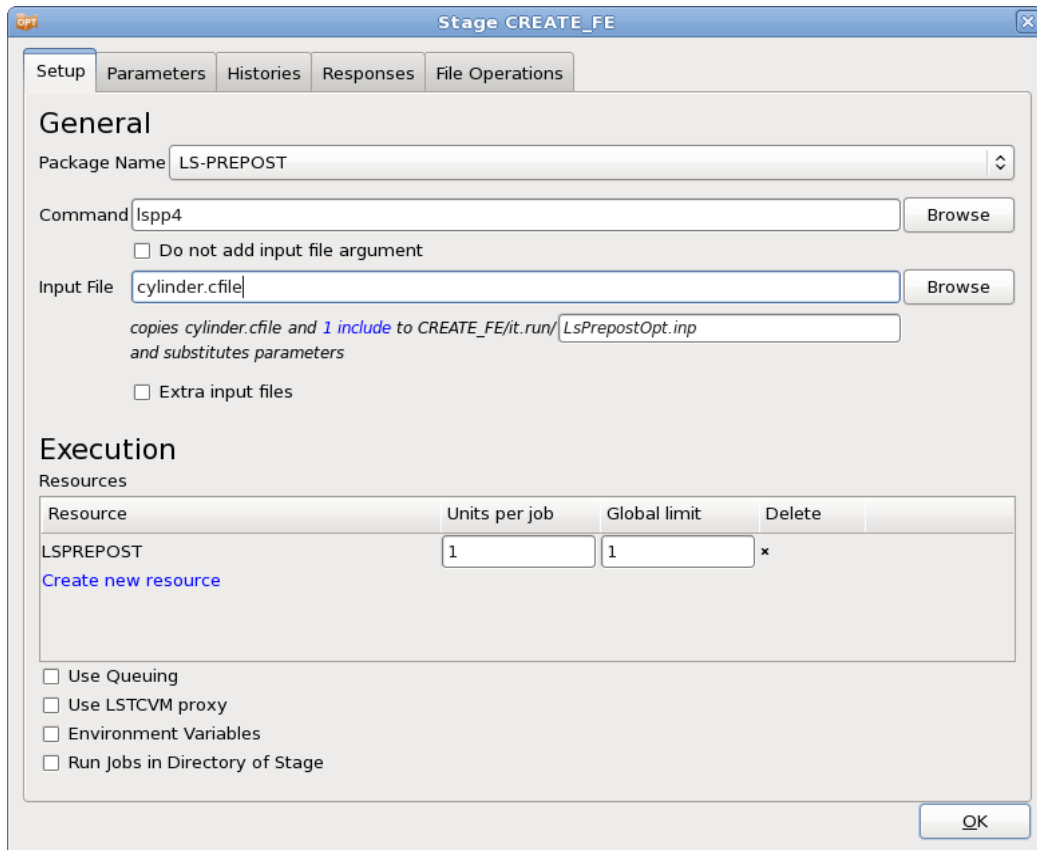 OPT Stage CREATE_FE
Setup Parameters Histories Responses File Operations
General
Package Name LS-PREPOST
Command lspp4 Browse
Do not add input file argument
Input File cylinder.cfile Browse
copies cylinder.cfile and 1 include to CREATE_FE/it.run/ LsPrepostOpt.inp
and substitutes parameters
Extra input files
Execution
Resources
Resource Units per job Global limit Delete
LSPREPOST 1 1 ×
Create new resource
Use Queuing
Use LSTCVM proxy
Environment Variables
Run Jobs in Directory of Stage
OK